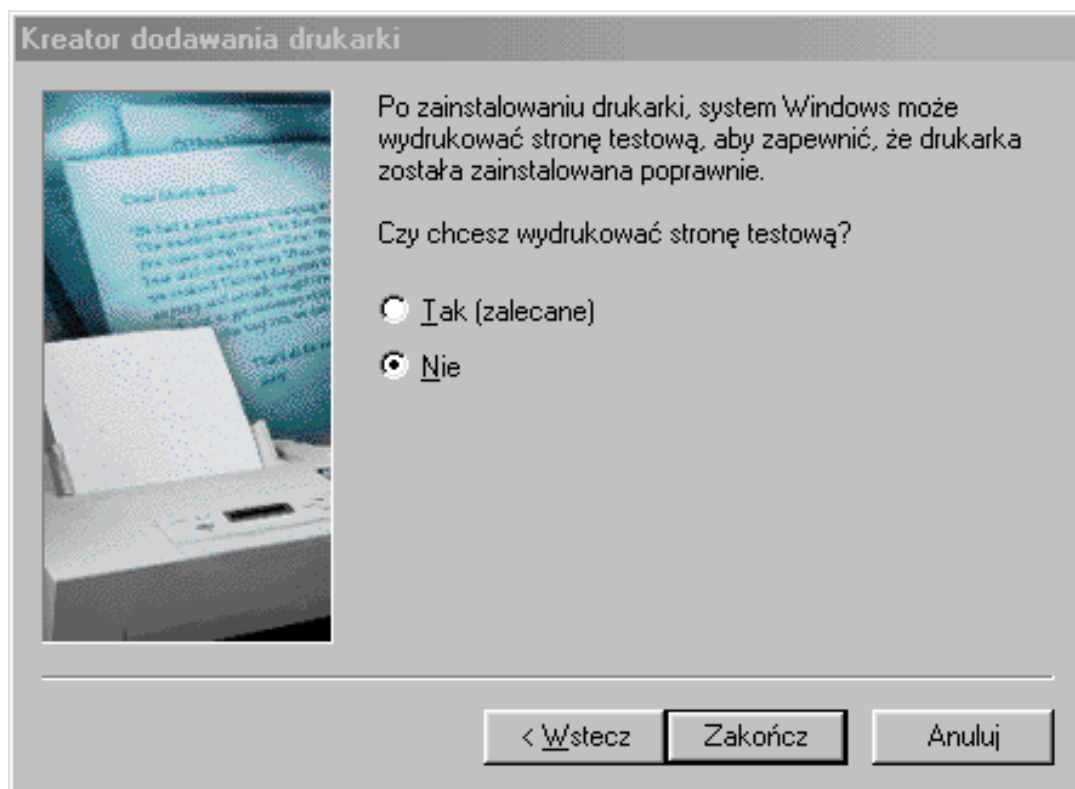 Kreator dodawania drukarki
Po zainstalowaniu drukarki, system Windows może
wydrukować stronę testową, aby zapewnić, że drukarka
została zainstalowana poprawnie.
Czy chcesz wydrukować stronę testową?
Tak (zalecane)
Nie
< Wstecz
Zakończ
Anuluj